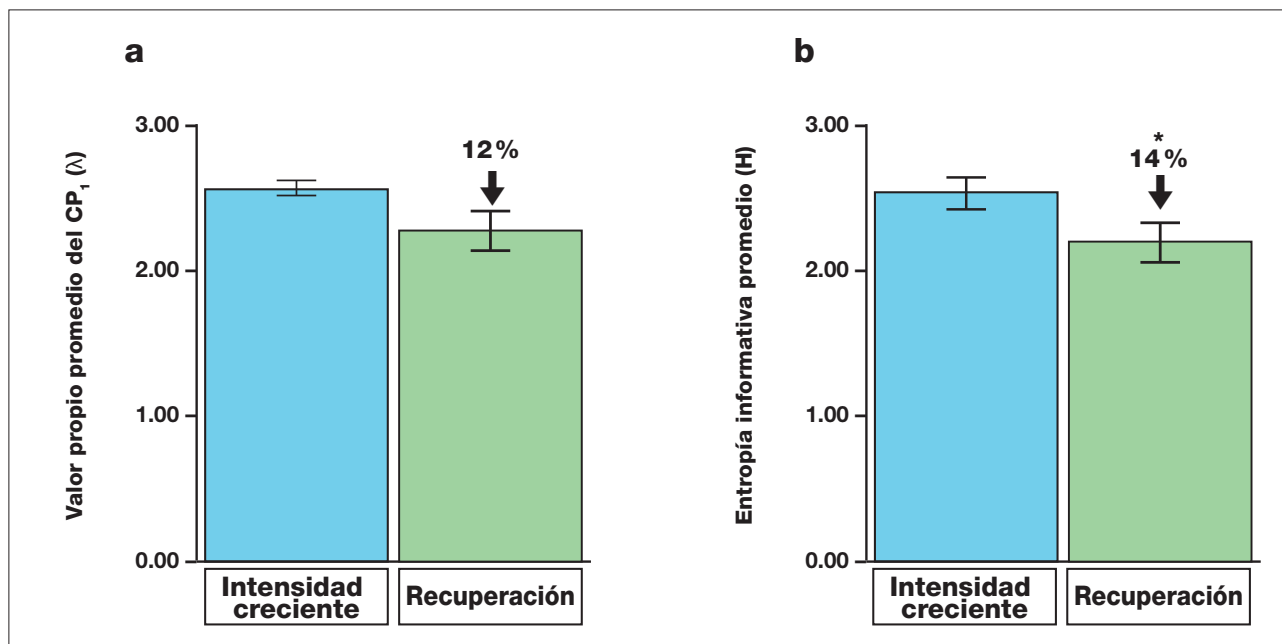 a
Valor propio promedio del CP₁ (λ)
3.00
2.00
1.00
0.00
12%
Intensidad
creciente
Recuperación
b
Entropía informativa promedio (H)
3.00
2.00
1.00
0.00
*
14%
Intensidad
creciente
Recuperación